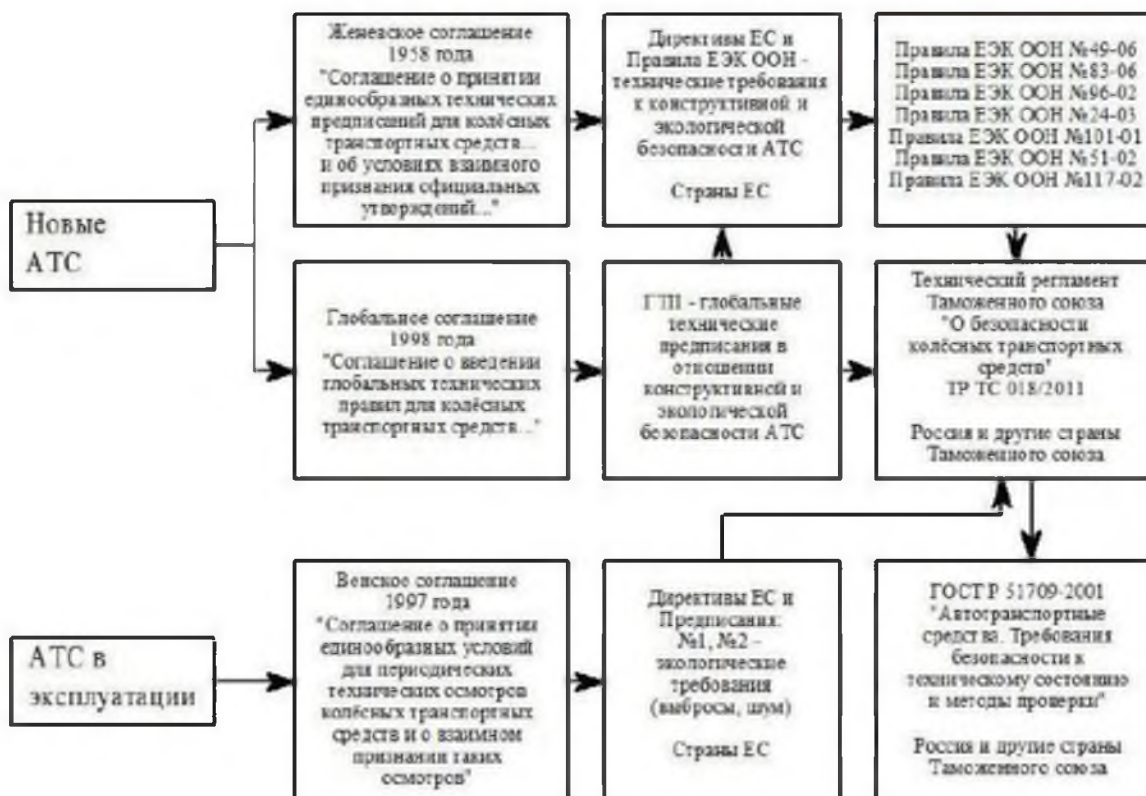 Новые
АТС
Женевское соглашение
1958 года
"Соглашение о принятии
единообразных технических
предписаний для колёсных
транспортных средств...
и об условиях взаимного
признания официальных
утверждений..."
Директивы ЕС и
Правила ЕЭК ООН -
технические требования
к конструктивной и
экологической
безопасности АТС
Страны ЕС
Правила ЕЭК ООН №49-06
Правила ЕЭК ООН №83-06
Правила ЕЭК ООН №96-02
Правила ЕЭК ООН №24-03
Правила ЕЭК ООН №101-01
Правила ЕЭК ООН №51-02
Правила ЕЭК ООН №117-02
Глобальное соглашение
1998 года
"Соглашение о введении
глобальных технических
правил для колёсных
транспортных средств..."
ГТП - глобальные
технические
предписания в
отношении
конструктивной и
экологической
безопасности АТС
Технический регламент
Таможенного союза
"О безопасности
колёсных транспортных
средств"
ТР ТС 018/2011
Россия и другие страны
Таможенного союза
АТС в
эксплуатации
Венское соглашение
1997 года
"Соглашение о принятии
единообразных условий
для периодических
технических осмотров
колёсных транспортных
средств и о взаимном
признании таких
осмотров"
Директивы ЕС и
Предписания:
№1, №2 -
экологические
требования
(выбросы, шум)
Страны ЕС
ГОСТ Р 51709-2001
"Автотранспортные
средства. Требования
безопасности к
техническому состоянию
и методы проверки"
Россия и другие страны
Таможенного союза